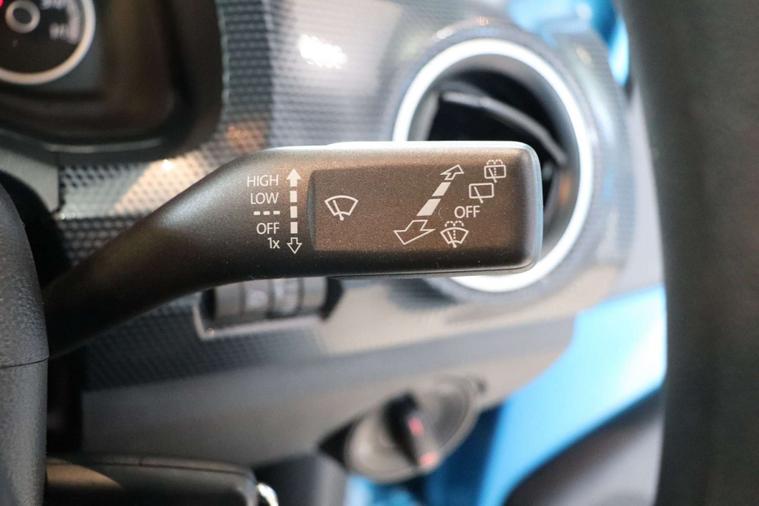 HIGH
LOW
---
OFF
1x
OFF